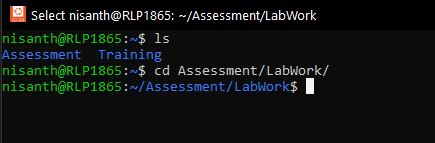 Select nisanth@RLP1865: ~/Assessment/LabWork
nisanth@RLP1865:~$ ls
Assessment  Training
nisanth@RLP1865:~$ cd Assessment/LabWork/
nisanth@RLP1865:~/Assessment/LabWork$